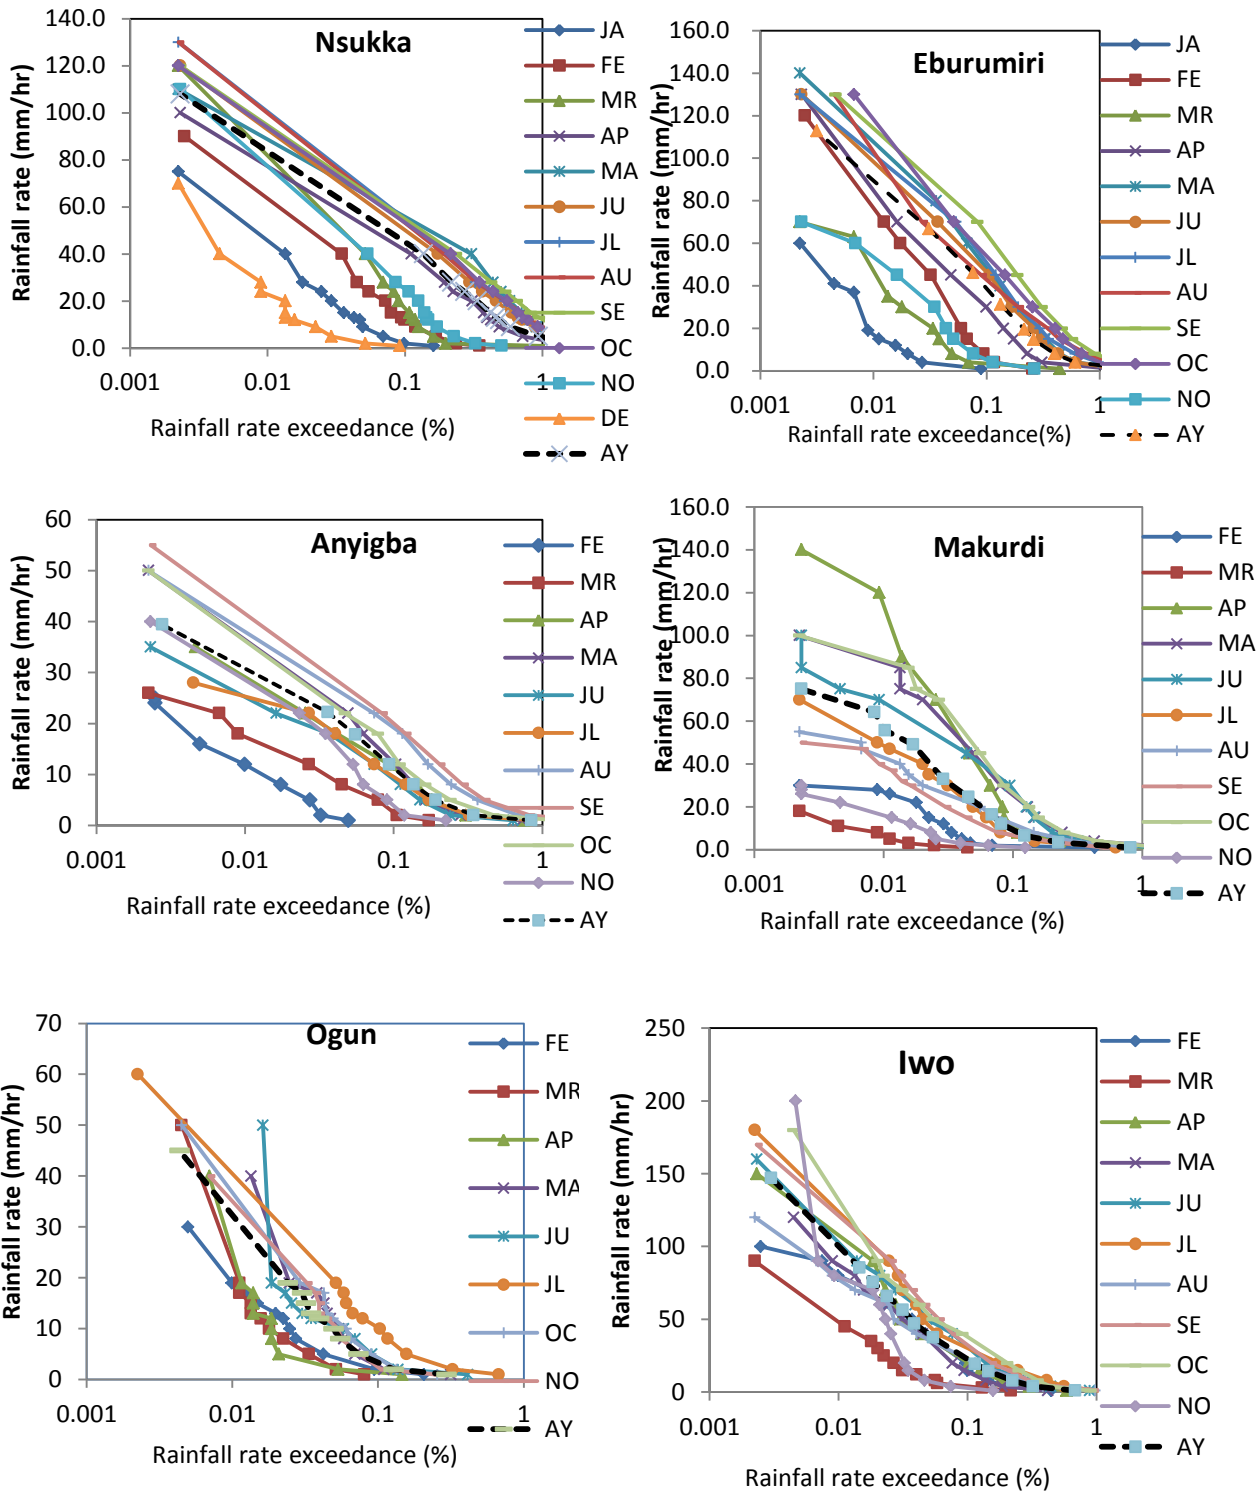 Nsukka
Rainfall rate (mm/hr)
140.0
120.0
100.0
80.0
60.0
40.0
20.0
0.0
0.001 0.01 0.1 1
Rainfall rate exceedance (%)
JA
FE
MR
AP
MA
JU
JL
AU
SE
OC
NO
DE
AY
Eburumiri
Rainfall rate (mm/hr)
160.0
140.0
120.0
100.0
80.0
60.0
40.0
20.0
0.0
0.001 0.01 0.1 1
Rainfall rate exceedance(%)
JA
FE
MR
AP
MA
JU
JL
AU
SE
OC
NO
AY
Anyigba
Rainfall rate (mm/hr)
60
50
40
30
20
10
0
0.001 0.01 0.1 1
Rainfall rate exceedance (%)
FE
MR
AP
MA
JU
JL
AU
SE
OC
NO
AY
Makurdi
Rainfall rate (mm/hr)
160.0
140.0
120.0
100.0
80.0
60.0
40.0
20.0
0.0
0.001 0.01 0.1 1
Rainfall rate exceedance (%)
FE
MR
AP
MA
JU
JL
AU
SE
OC
NO
AY
Ogun
Rainfall rate (mm/hr)
70
60
50
40
30
20
10
0
0.001 0.01 0.1 1
Rainfall rate exceedance (%)
FE
MR
AP
MA
JU
JL
OC
NO
AY
Iwo
Rainfall rate (mm/hr)
250
200
150
100
50
0
0.001 0.01 0.1 1
Rainfall rate exceedance (%)
FE
MR
AP
MA
JU
JL
AU
SE
OC
NO
AY